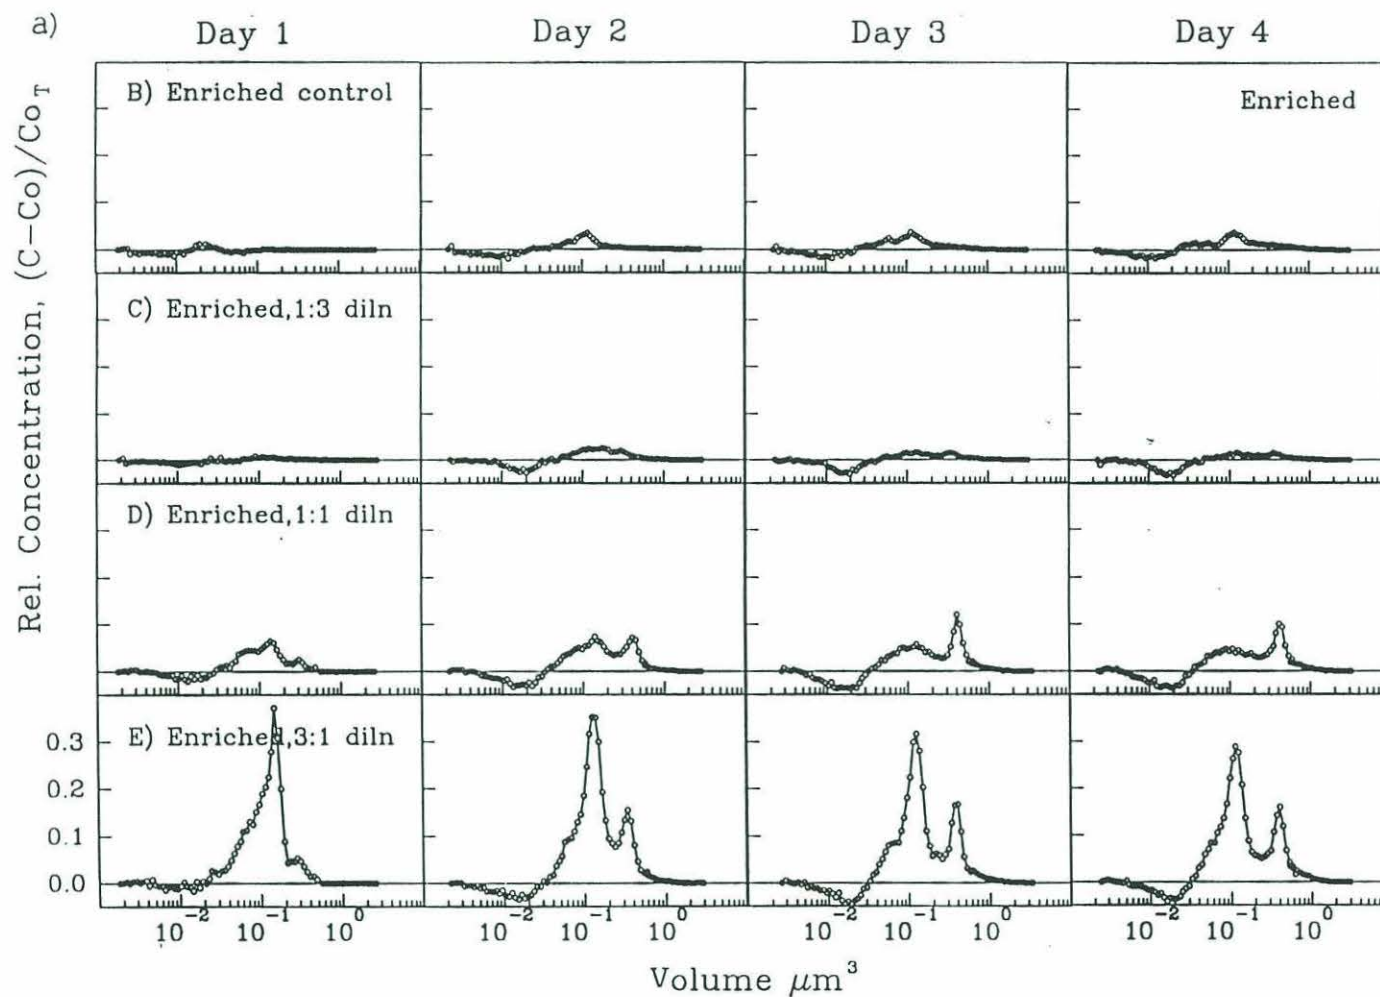 a)
Day 1 Day 2 Day 3 Day 4
Rel. Concentration, (C-Co)/Co_T
B) Enriched control
Enriched
C) Enriched,1:3 diln
D) Enriched,1:1 diln
E) Enriched,3:1 diln
0.3
0.2
0.1
0.0
10^-2 10^-1 10^0 10^-2 10^-1 10^0 10^-2 10^-1 10^0 10^-2 10^-1 10^0
Volume μm³